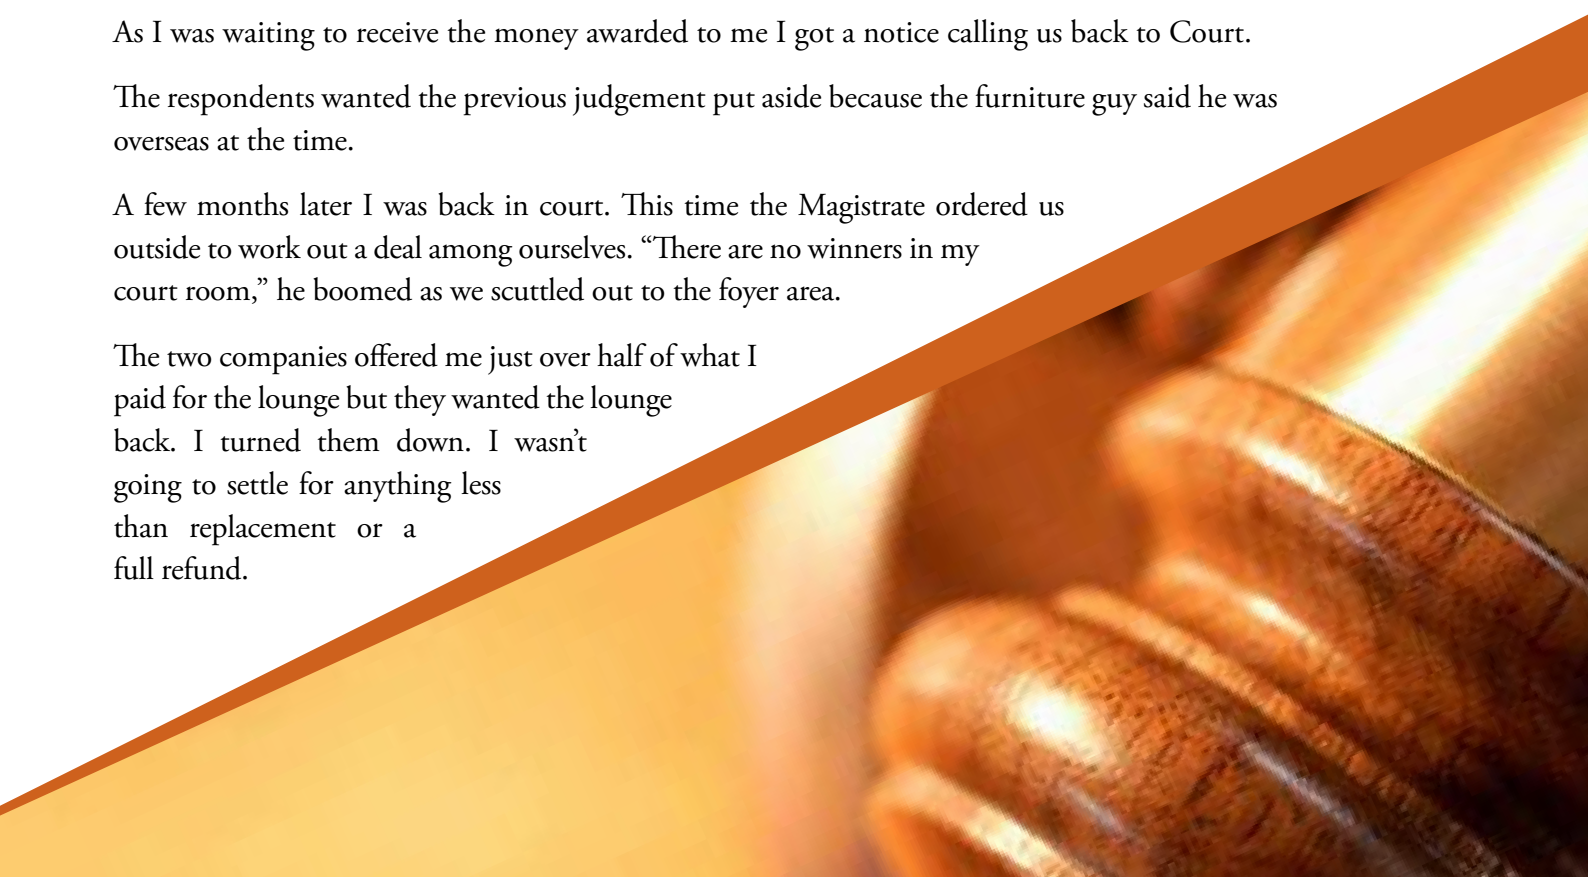 As I was waiting to receive the money awarded to me I got a notice calling us back to Court.
The respondents wanted the previous judgement put aside because the furniture guy said he was
overseas at the time.
A few months later I was back in court. This time the Magistrate ordered us
outside to work out a deal among ourselves. “There are no winners in my
court room,” he boomed as we scuttled out to the foyer area.
The two companies offered me just over half of what I
paid for the lounge but they wanted the lounge
back. I turned them down. I wasn’t
going to settle for anything less
than replacement or a
full refund.